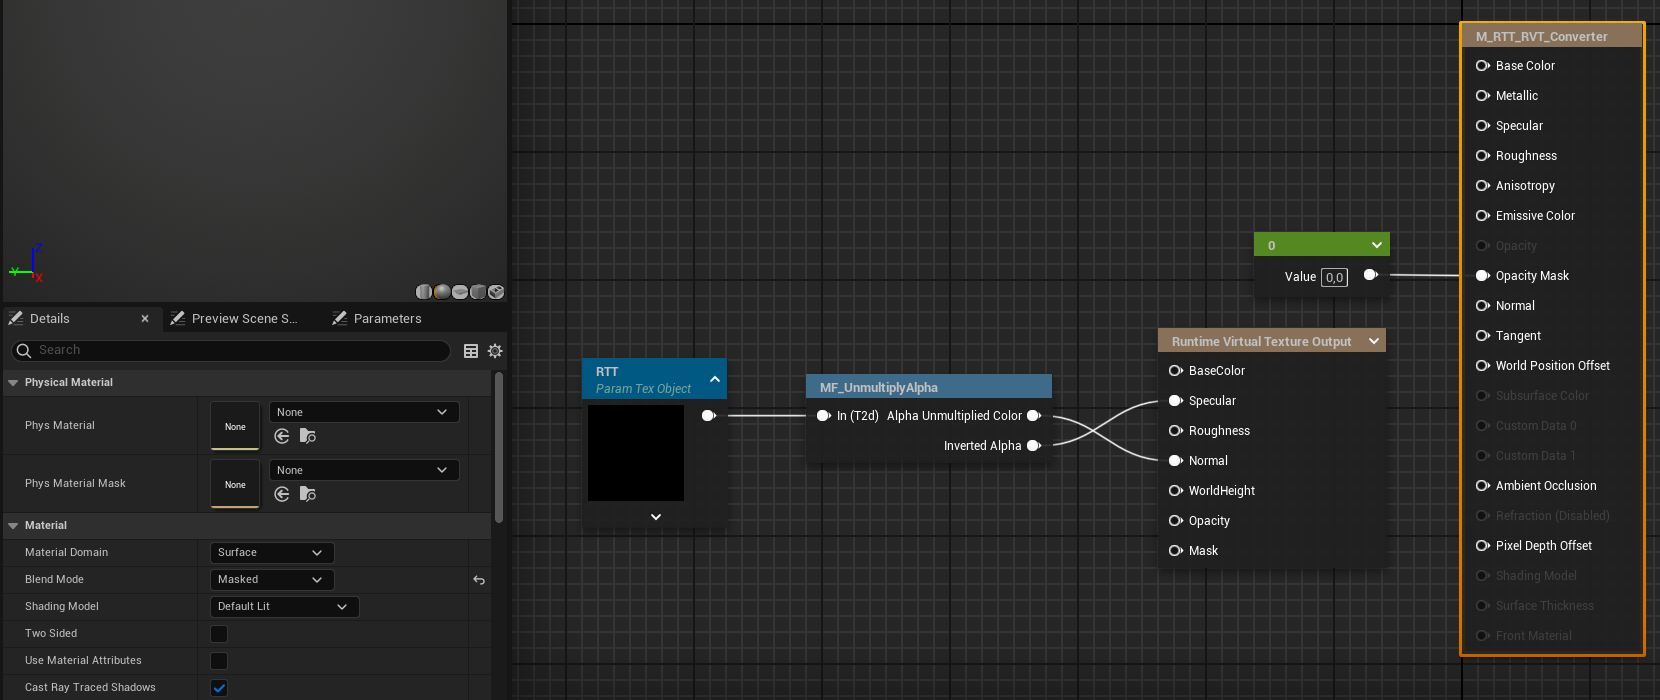 Z
Y
X
Details
Preview Scene S...
Parameters
Search
Physical Material
Phys Material
None
None
Phys Material Mask
None
None
Material
Material Domain
Surface
Blend Mode
Masked
Shading Model
Default Lit
Two Sided
Use Material Attributes
Cast Ray Traced Shadows
RTT
Param Tex Object
MF_UnmultiplyAlpha
In (T2d)
Alpha Unmultiplied Color
Inverted Alpha
0
Value 0,0
Runtime Virtual Texture Output
BaseColor
Specular
Roughness
Normal
WorldHeight
Opacity
Mask
M_RTT_RVT_Converter
Base Color
Metallic
Specular
Roughness
Anisotropy
Emissive Color
Opacity
Opacity Mask
Normal
Tangent
World Position Offset
Subsurface Color
Custom Data 0
Custom Data 1
Ambient Occlusion
Refraction (Disabled)
Pixel Depth Offset
Shading Model
Surface Thickness
Front Material